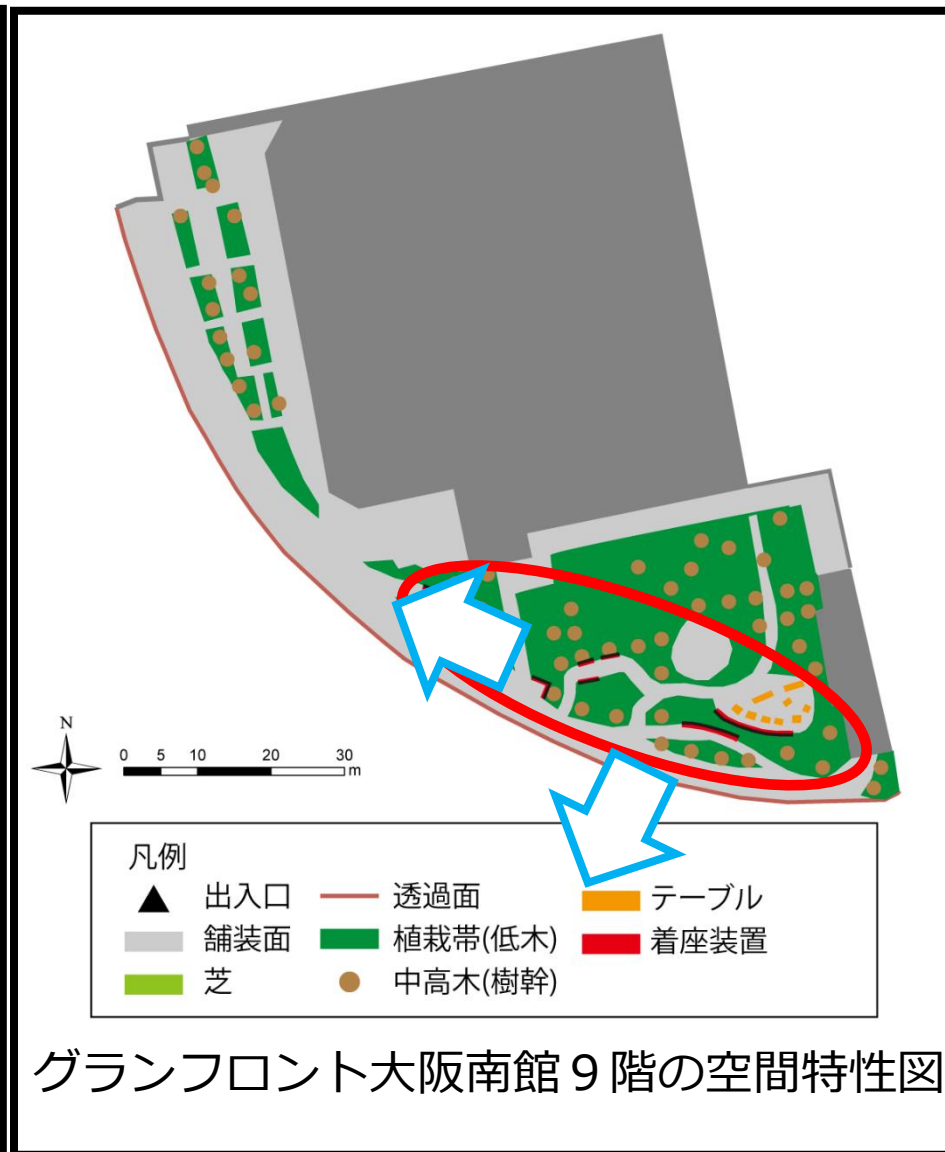 N
0 5 10 20 30
m
凡例
出入口 透過面 テーブル
舗装面 植栽帯(低木) 着座装置
芝 中高木(樹幹)
グランフロント大阪南館９階の空間特性図